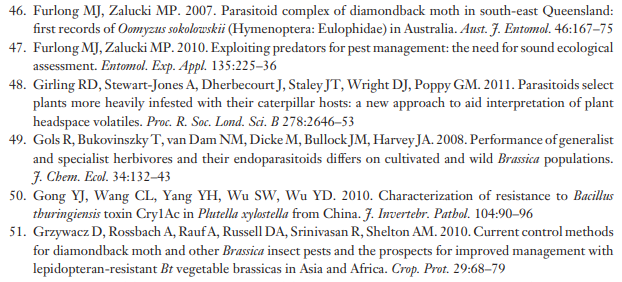 46. Furlong MJ, Zalucki MP. 2007. Parasitoid complex of diamondback moth in south-east Queensland:
first records of Oomyzus sokolowskii (Hymenoptera: Eulophidae) in Australia. Aust. J. Entomol. 46:167–75
47. Furlong MJ, Zalucki MP. 2010. Exploiting predators for pest management: the need for sound ecological
assessment. Entomol. Exp. Appl. 135:225–36
48. Girling RD, Stewart-Jones A, Dherbecourt J, Staley JT, Wright DJ, Poppy GM. 2011. Parasitoids select
plants more heavily infested with their caterpillar hosts: a new approach to aid interpretation of plant
headspace volatiles. Proc. R. Soc. Lond. Sci. B 278:2646–53
49. Gols R, Bukovinszky T, van Dam NM, Dicke M, Bullock JM, Harvey JA. 2008. Performance of generalist
and specialist herbivores and their endoparasitoids differs on cultivated and wild Brassica populations.
J. Chem. Ecol. 34:132–43
50. Gong YJ, Wang CL, Yang YH, Wu SW, Wu YD. 2010. Characterization of resistance to Bacillus
thuringiensis toxin Cry1Ac in Plutella xylostella from China. J. Invertebr. Pathol. 104:90–96
51. Grzywacz D, Rossbach A, Rauf A, Russell DA, Srinivasan R, Shelton AM. 2010. Current control methods
for diamondback moth and other Brassica insect pests and the prospects for improved management with
lepidopteran-resistant Bt vegetable brassicas in Asia and Africa. Crop. Prot. 29:68–79